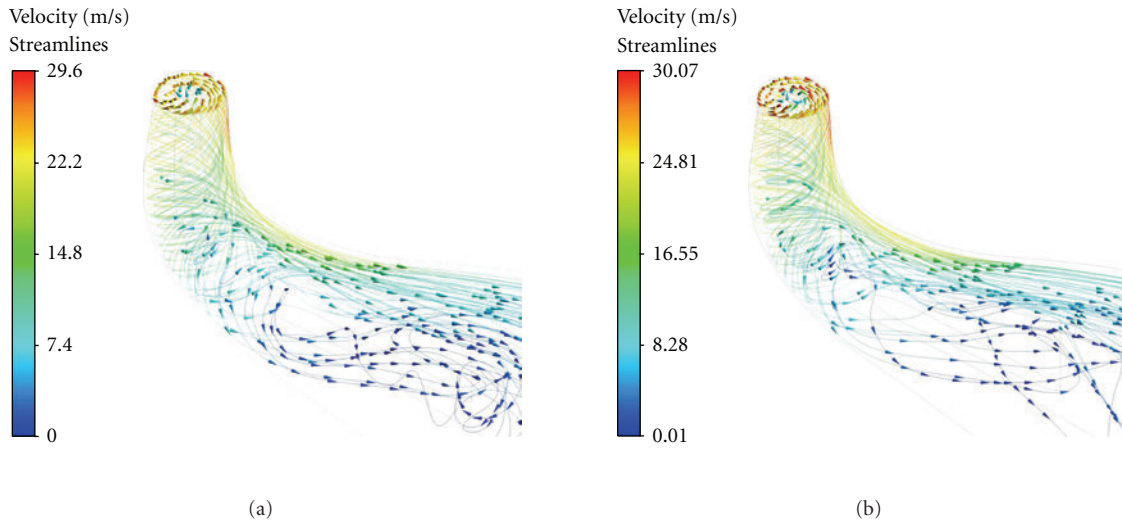 Velocity (m/s)
Streamlines
29.6
22.2
14.8
7.4
0
(a)
Velocity (m/s)
Streamlines
30.07
24.81
16.55
8.28
0.01
(b)